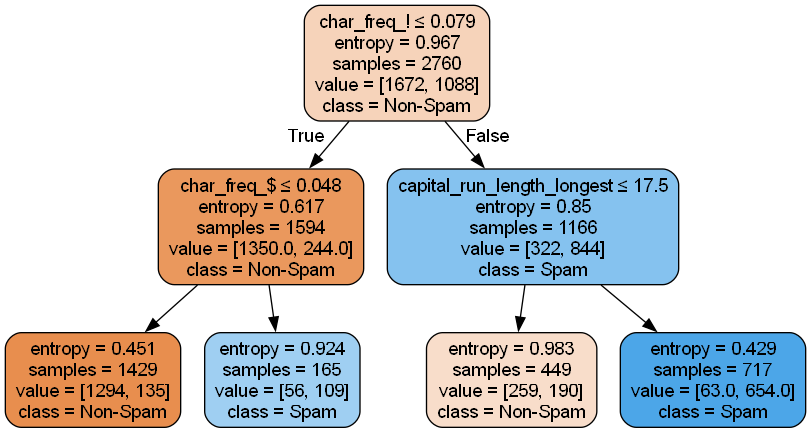 char_freq_! ≤ 0.079
entropy = 0.967
samples = 2760
value = [1672, 1088]
class = Non-Spam
True
False
char_freq_$ ≤ 0.048
entropy = 0.617
samples = 1594
value = [1350.0, 244.0]
class = Non-Spam
capital_run_length_longest ≤ 17.5
entropy = 0.85
samples = 1166
value = [322, 844]
class = Spam
entropy = 0.451
samples = 1429
value = [1294, 135]
class = Non-Spam
entropy = 0.924
samples = 165
value = [56, 109]
class = Spam
entropy = 0.983
samples = 449
value = [259, 190]
class = Non-Spam
entropy = 0.429
samples = 717
value = [63.0, 654.0]
class = Spam